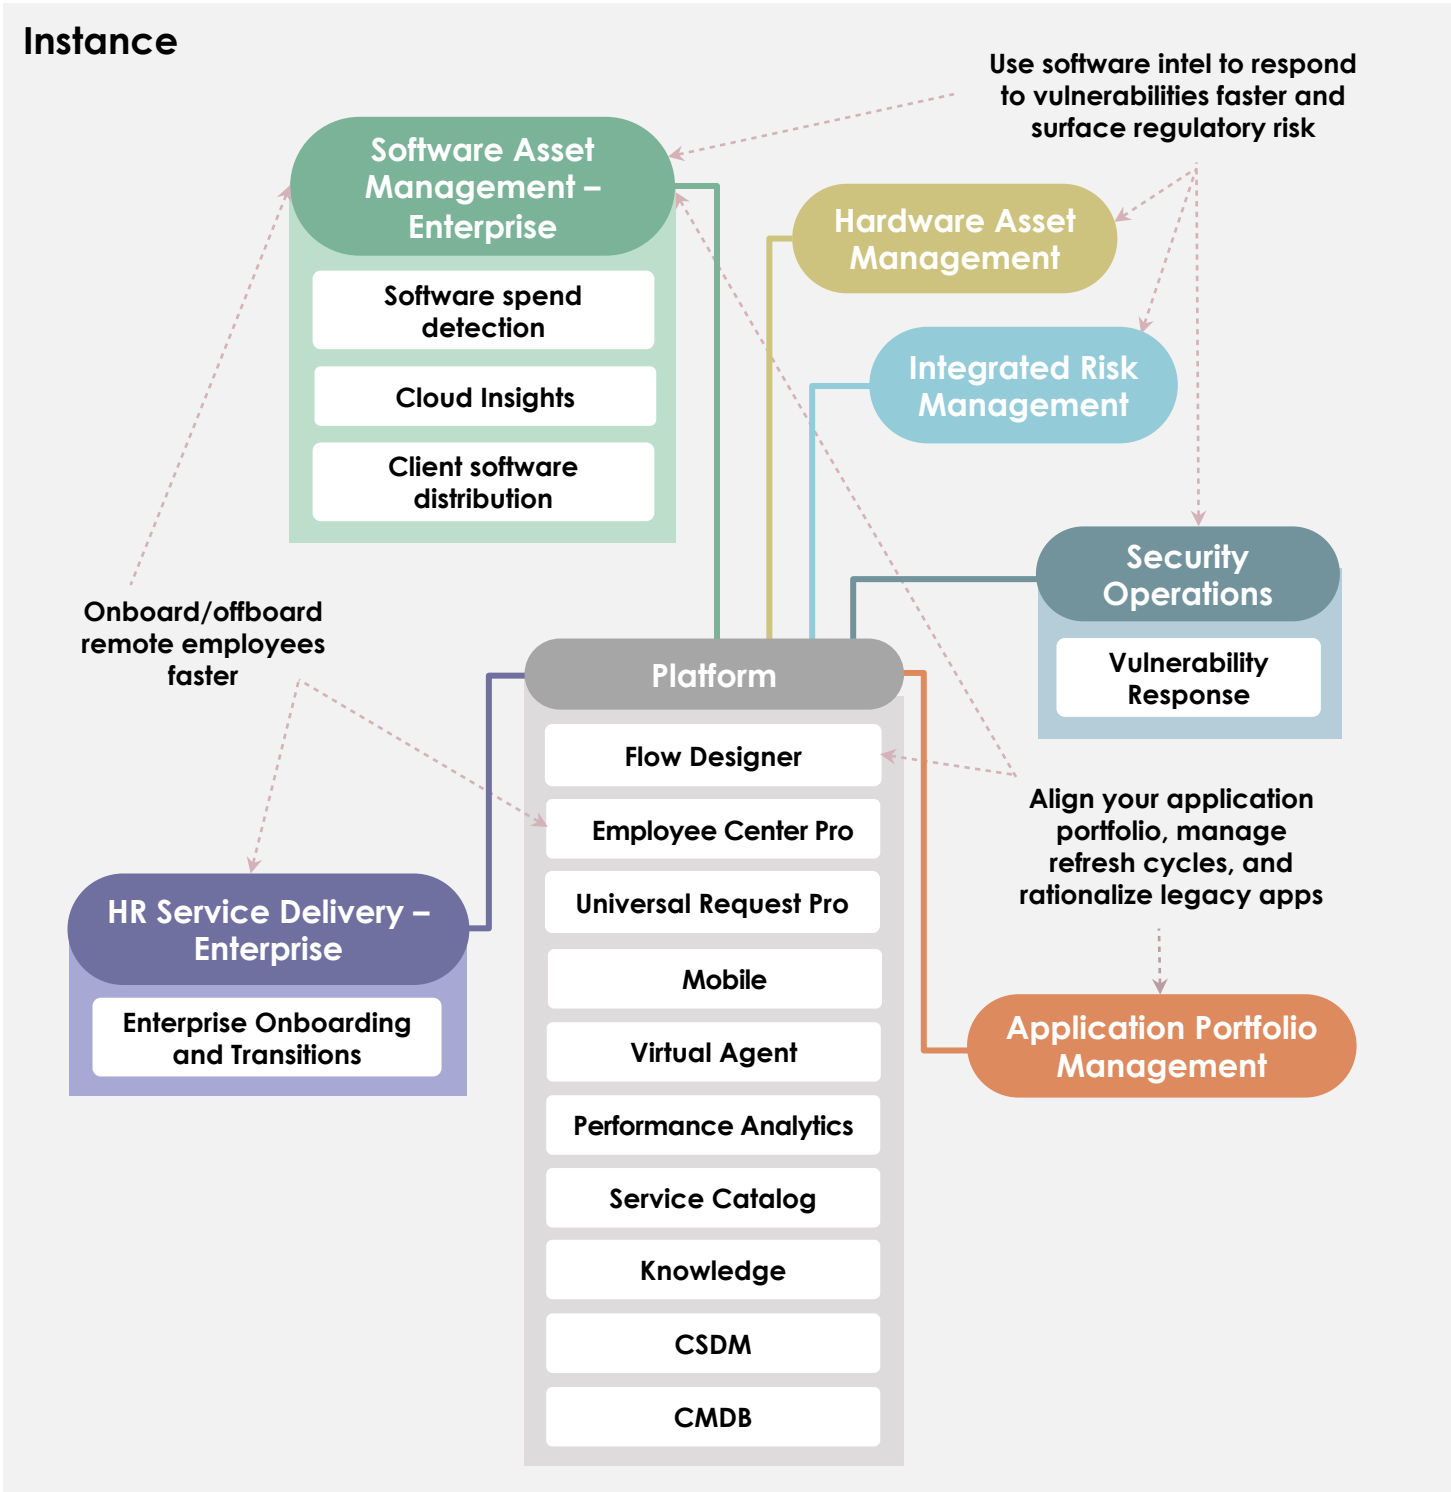 Instance
Use software intel to respond
to vulnerabilities faster and
surface regulatory risk
Software Asset
Management –
Enterprise
Software spend
detection
Cloud Insights
Client software
distribution
Hardware Asset
Management
Integrated Risk
Management
Security
Operations
Vulnerability
Response
Onboard/offboard
remote employees
faster
Platform
Flow Designer
Employee Center Pro
Universal Request Pro
Mobile
Virtual Agent
Performance Analytics
Service Catalog
Knowledge
CSDM
CMDB
Align your application
portfolio, manage
refresh cycles, and
rationalize legacy apps
HR Service Delivery –
Enterprise
Enterprise Onboarding
and Transitions
Application Portfolio
Management